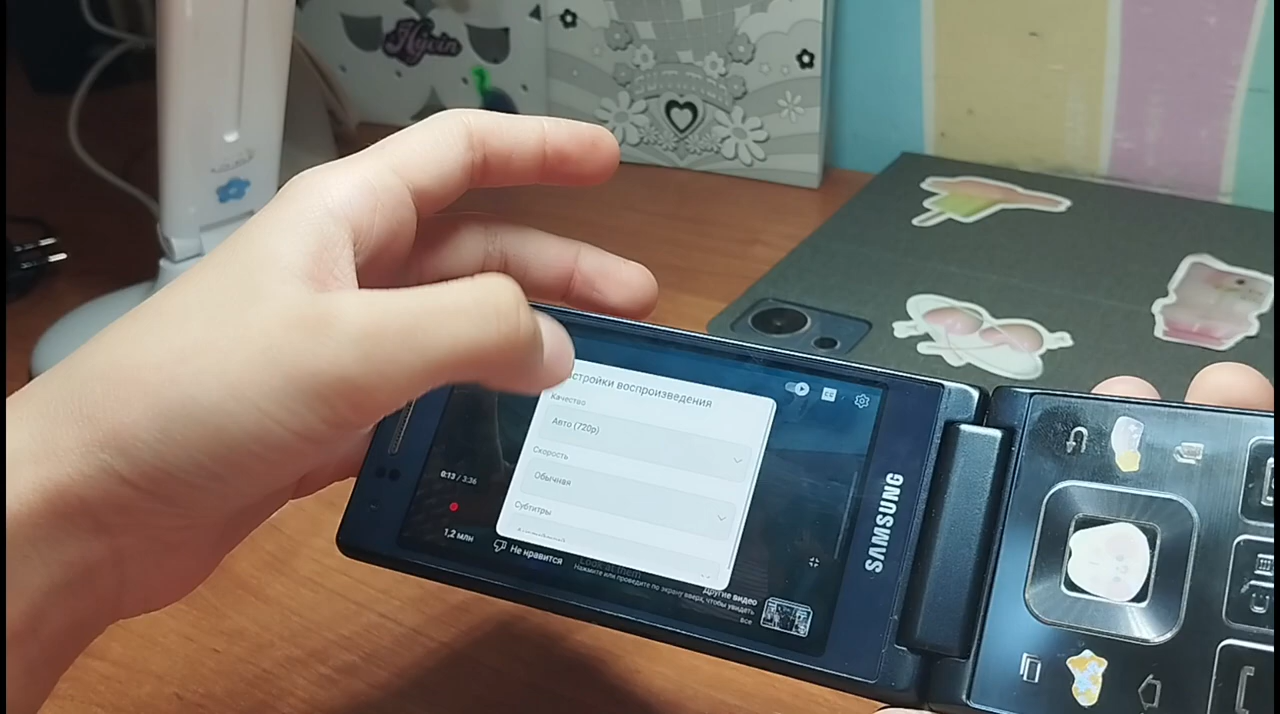 Hyein
стройки воспроизведения
Качество
Авто (720p)
Скорость
Обычная
Субтитры
0:13 / 3:36
1,2 млн
Не нравится
Look at them
Другие видео
Нажмите или проведите по экрану вверх, чтобы увидеть
все
SAMSUNG